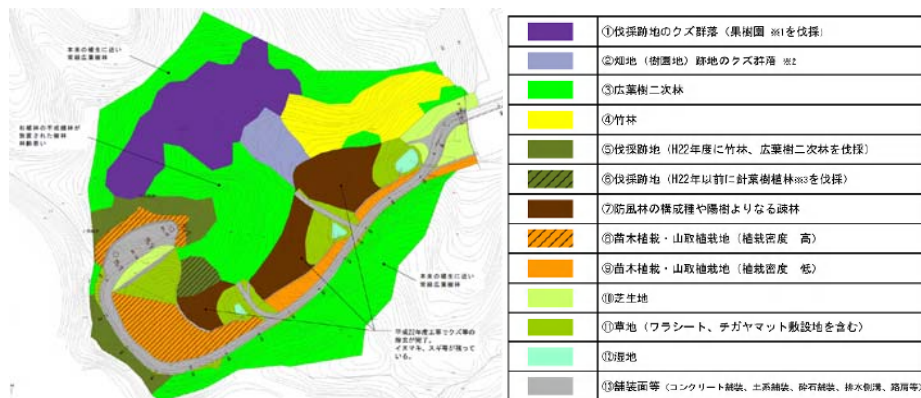 本来の植生に近い
常緑広葉樹林
放置された樹林
本来の植生に近い
常緑広葉樹林
平成22年度工事でクズ等の
除去が完了。
イヌマキ、スギ等が残って
いる。
①伐採跡地のクズ群落（果樹園 ※1を伐採）
②畑地（樹園地）跡地のクズ群落 ※2
③広葉樹二次林
④竹林
⑤伐採跡地（H22年度に竹林、広葉樹二次林を伐採）
⑥伐採跡地（H22年以前に針葉樹植林※3を伐採）
⑦防風林の構成種や陽樹よりなる疎林
⑧苗木植栽・山取植栽地（植栽密度　高）
⑨苗木植栽・山取植栽地（植栽密度　低）
⑩芝生地
⑪草地（ワラシート、チガヤマット敷設地を含む）
⑫湿地
⑬舗装面等（コンクリート舗装、土系舗装、砕石舗装、排水側溝、路肩等）